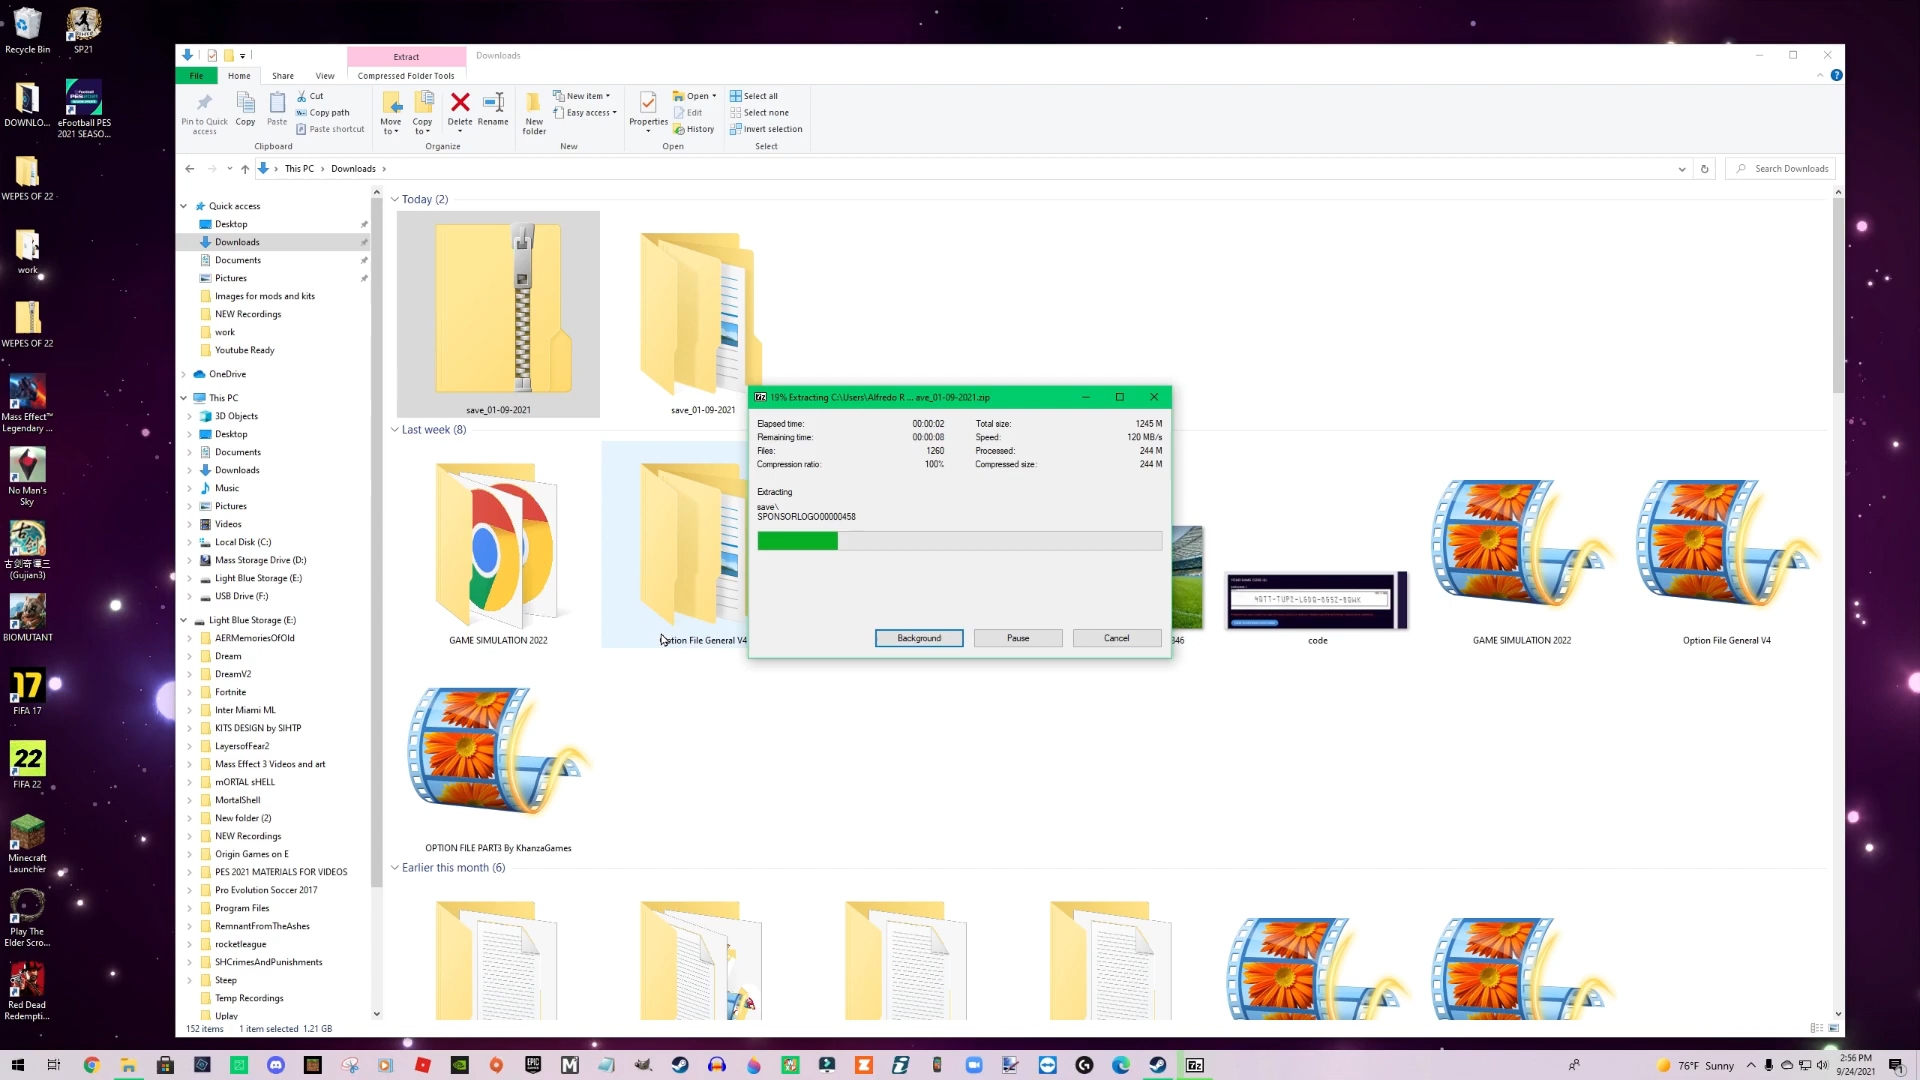 Recycle Bin
SP21
DOWNLO...
eFootball PES
2021 SEASO...
WEPES OF 22 -
work
WEPES OF 22
Mass Effect™
Legendary ...
No Man's
Sky
古剑奇谭三
(Gujian3)
BIOMUTANT
17
FIFA 17
22
FIFA 22
Minecraft
Launcher
Play The
Elder Scro...
Red Dead
Redempti...
Extract
Downloads
File
Home
Share
View
Compressed Folder Tools
Pin to Quick
access
Copy
Paste
Cut
Copy path
Paste shortcut
Clipboard
Move
to
Copy
to
Delete
Rename
Organize
New
folder
New item
Easy access
New
Properties
Open
Edit
History
Open
Select all
Select none
Invert selection
Select
This PC
Downloads
Search Downloads
Quick access
Desktop
Downloads
Documents
Pictures
Images for mods and kits
NEW Recordings
work
Youtube Ready
OneDrive
This PC
3D Objects
Desktop
Documents
Downloads
Music
Pictures
Videos
Local Disk (C:)
Mass Storage Drive (D:)
Light Blue Storage (E:)
USB Drive (F:)
Light Blue Storage (E:)
AERMemoriesOfOld
Dream
DreamV2
Fortnite
Inter Miami ML
KITS DESIGN by SIHTP
LayersofFear2
Mass Effect 3 Videos and art
mORTAL sHELL
MortalShell
New folder (2)
NEW Recordings
Origin Games on E
PES 2021 MATERIALS FOR VIDEOS
Pro Evolution Soccer 2017
Program Files
RemnantFromTheAshes
rocketleague
SHCrimesAndPunishments
Steep
Temp Recordings
Uplay
Today (2)
save_01-09-2021
save_01-09-2021
Last week (8)
GAME SIMULATION 2022
Option File General V4
346
code
GAME SIMULATION 2022
Option File General V4
OPTION FILE PART3 By KhanzaGames
Earlier this month (6)
19% Extracting C:\Users\Alfredo R ... ave_01-09-2021.zip
Elapsed time: 00:00:02
Total size: 1245 M
Remaining time: 00:00:08
Speed: 120 MB/s
Files: 1260
Processed: 244 M
Compression ratio: 100%
Compressed size: 244 M
Extracting
save\
SPONSORLOGO00000458
Background
Pause
Cancel
152 items
1 item selected 1.21 GB
76°F Sunny
2:56 PM
9/24/2021